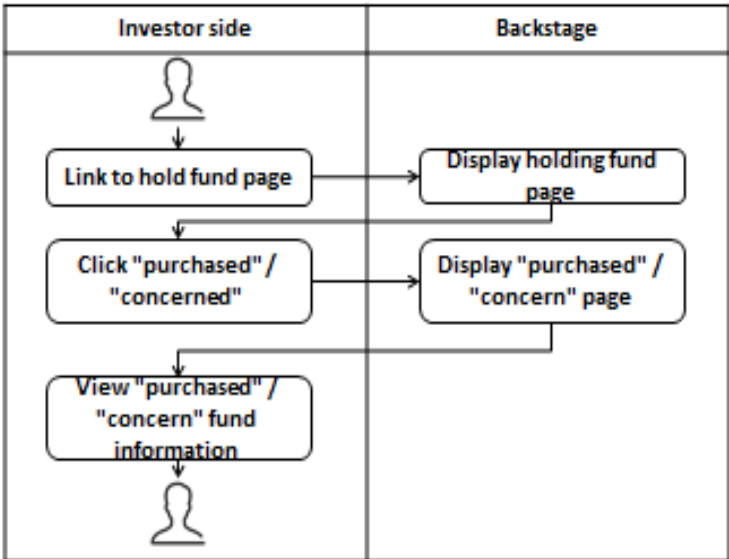 Investor side
Backstage
Link to hold fund page
Display holding fund
page
Click "purchased" /
"concerned"
Display "purchased" /
"concern" page
View "purchased" /
"concern" fund
information